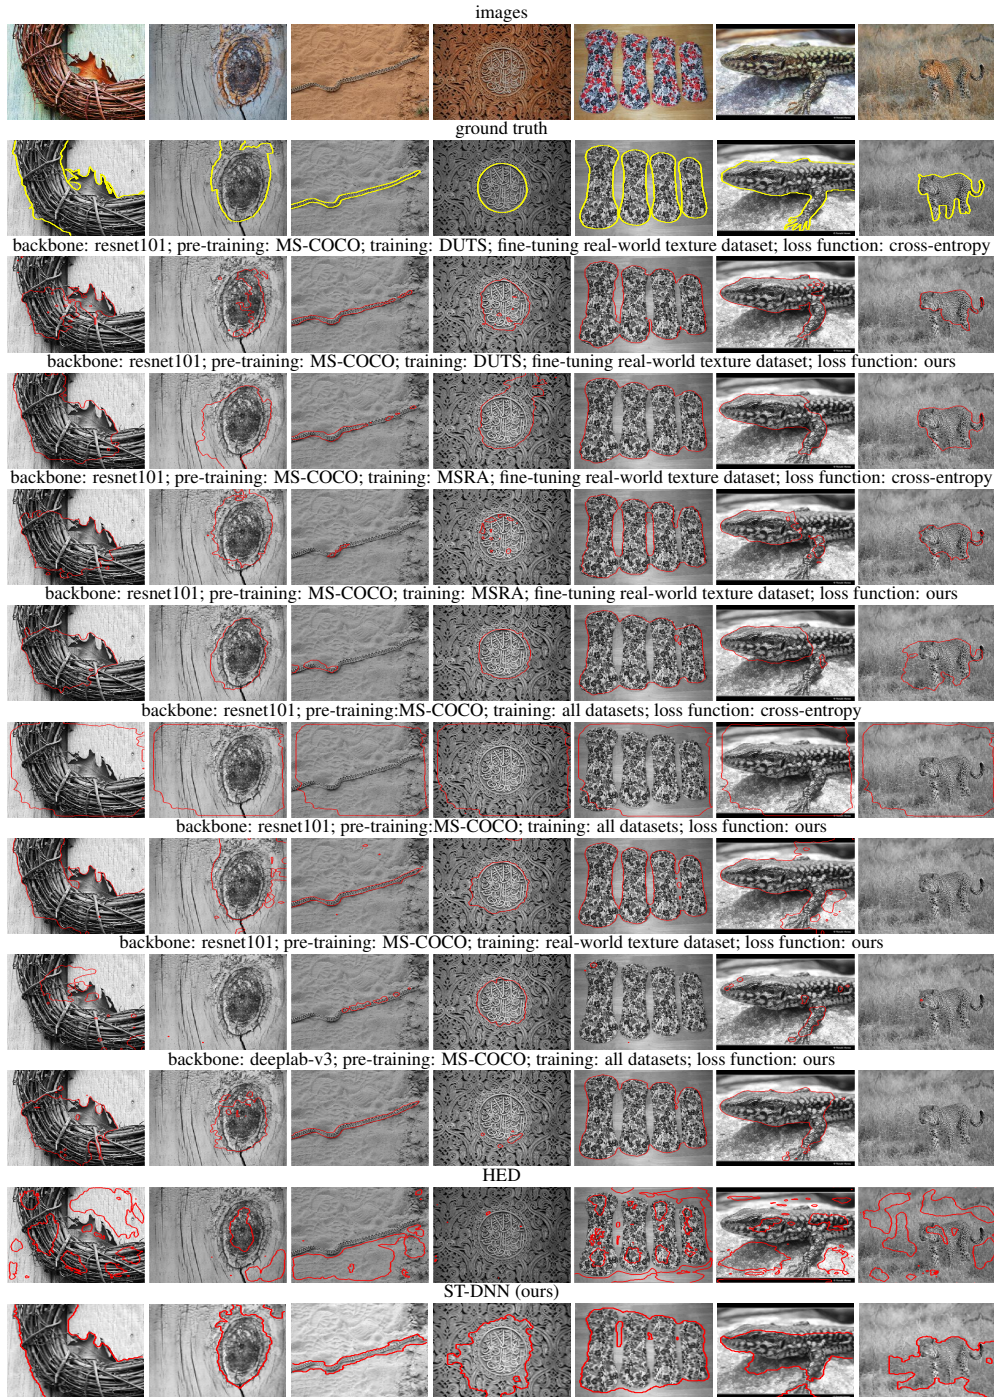 images
ground truth
backbone: resnet101; pre-training: MS-COCO; training: DUTS; fine-tuning real-world texture dataset; loss function: cross-entropy
backbone: resnet101; pre-training: MS-COCO; training: DUTS; fine-tuning real-world texture dataset; loss function: ours
backbone: resnet101; pre-training: MS-COCO; training: MSRA; fine-tuning real-world texture dataset; loss function: cross-entropy
backbone: resnet101; pre-training: MS-COCO; training: MSRA; fine-tuning real-world texture dataset; loss function: ours
backbone: resnet101; pre-training:MS-COCO; training: all datasets; loss function: cross-entropy
backbone: resnet101; pre-training:MS-COCO; training: all datasets; loss function: ours
backbone: resnet101; pre-training: MS-COCO; training: real-world texture dataset; loss function: ours
backbone: deeplab-v3; pre-training: MS-COCO; training: all datasets; loss function: ours
HED
ST-DNN (ours)